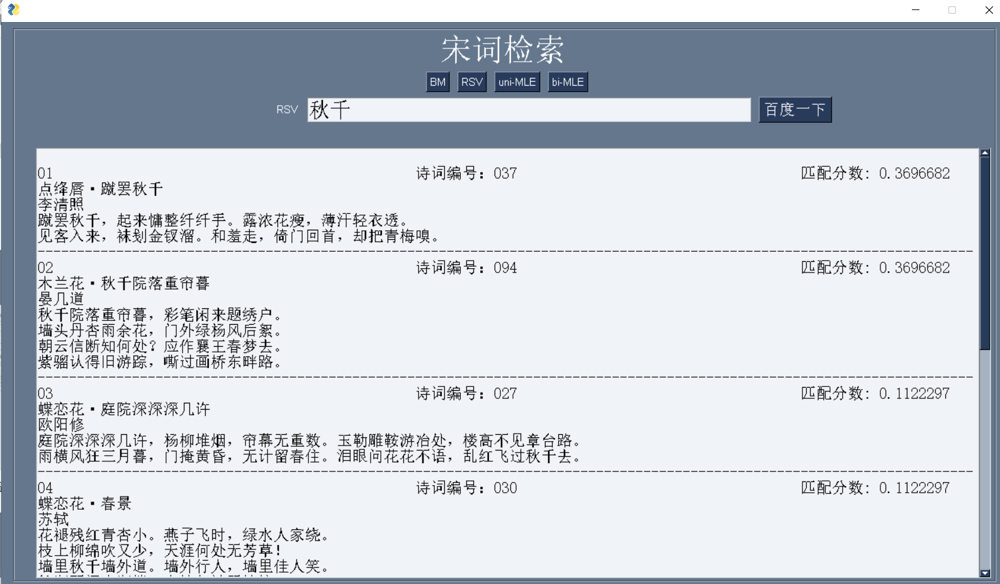 宋词检索
BM RSV uni-MLE bi-MLE
RSV 秋千 百度一下
01 诗词编号：037 匹配分数：0.3696682
点绛唇·蹴罢秋千
李清照
蹴罢秋千，起来慵整纤纤手。露浓花瘦，薄汗轻衣透。
见客入来，袜刬金钗溜。和羞走，倚门回首，却把青梅嗅。
02 诗词编号：094 匹配分数：0.3696682
木兰花·秋千院落重帘暮
晏几道
秋千院落重帘暮，彩笔闲来题绣户。
墙头丹杏雨余花，门外绿杨风后絮。
朝云信断知何处？应作襄王春梦去。
紫骝认得旧游踪，嘶过画桥东畔路。
03 诗词编号：027 匹配分数：0.1122297
蝶恋花·庭院深深深几许
欧阳修
庭院深深深几许，杨柳堆烟，帘幕无重数。玉勒雕鞍游冶处，楼高不见章台路。
雨横风狂三月暮，门掩黄昏，无计留春住。泪眼问花花不语，乱红飞过秋千去。
04 诗词编号：030 匹配分数：0.1122297
蝶恋花·春景
苏轼
花褪残红青杏小。燕子飞时，绿水人家绕。
枝上柳绵吹又少，天涯何处无芳草！
墙里秋千墙外道。墙外行人，墙里佳人笑。